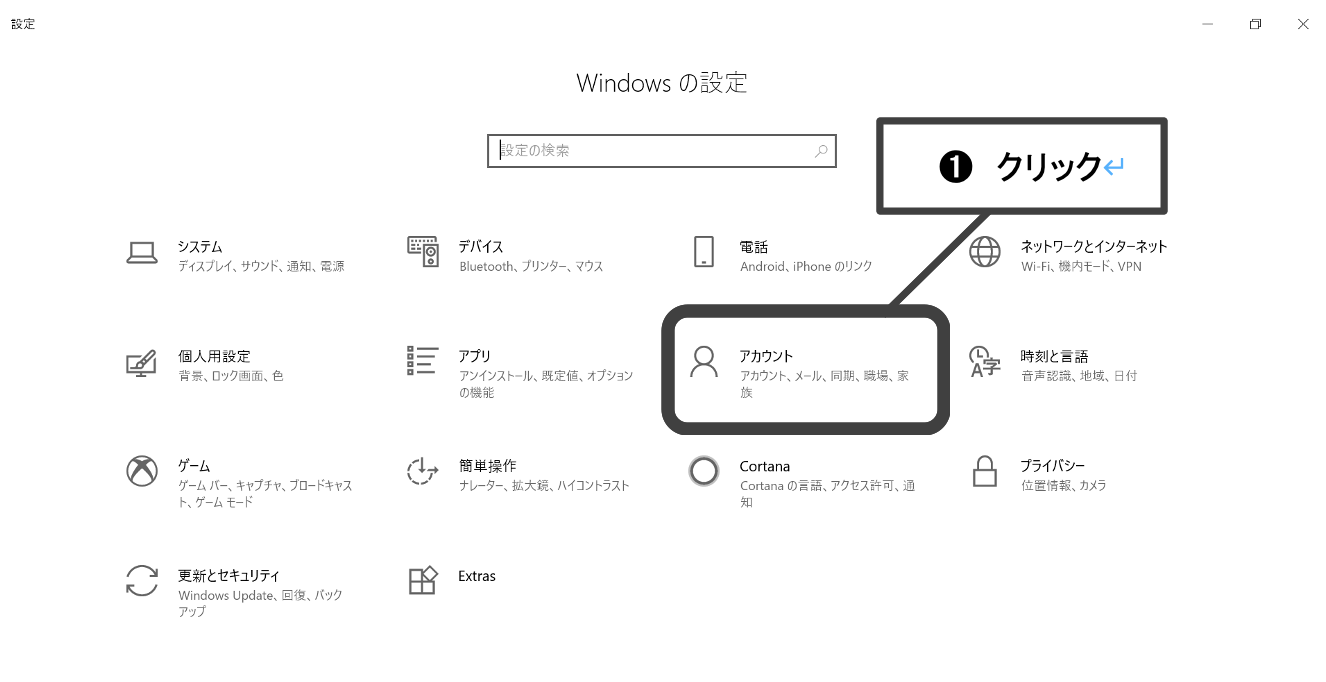 設定
Windows の設定
設定の検索
❶ クリック↵
システム
ディスプレイ、サウンド、通知、電源
デバイス
Bluetooth、プリンター、マウス
電話
Android、iPhone のリンク
ネットワークとインターネット
Wi-Fi、機内モード、VPN
個人用設定
背景、ロック画面、色
アプリ
アンインストール、既定値、オプション
の機能
アカウント
アカウント、メール、同期、職場、家
族
時刻と言語
音声認識、地域、日付
ゲーム
ゲーム バー、キャプチャ、ブロードキャス
ト、ゲーム モード
簡単操作
ナレーター、拡大鏡、ハイコントラスト
Cortana
Cortana の言語、アクセス許可、通
知
プライバシー
位置情報、カメラ
更新とセキュリティ
Windows Update、回復、バック
アップ
Extras